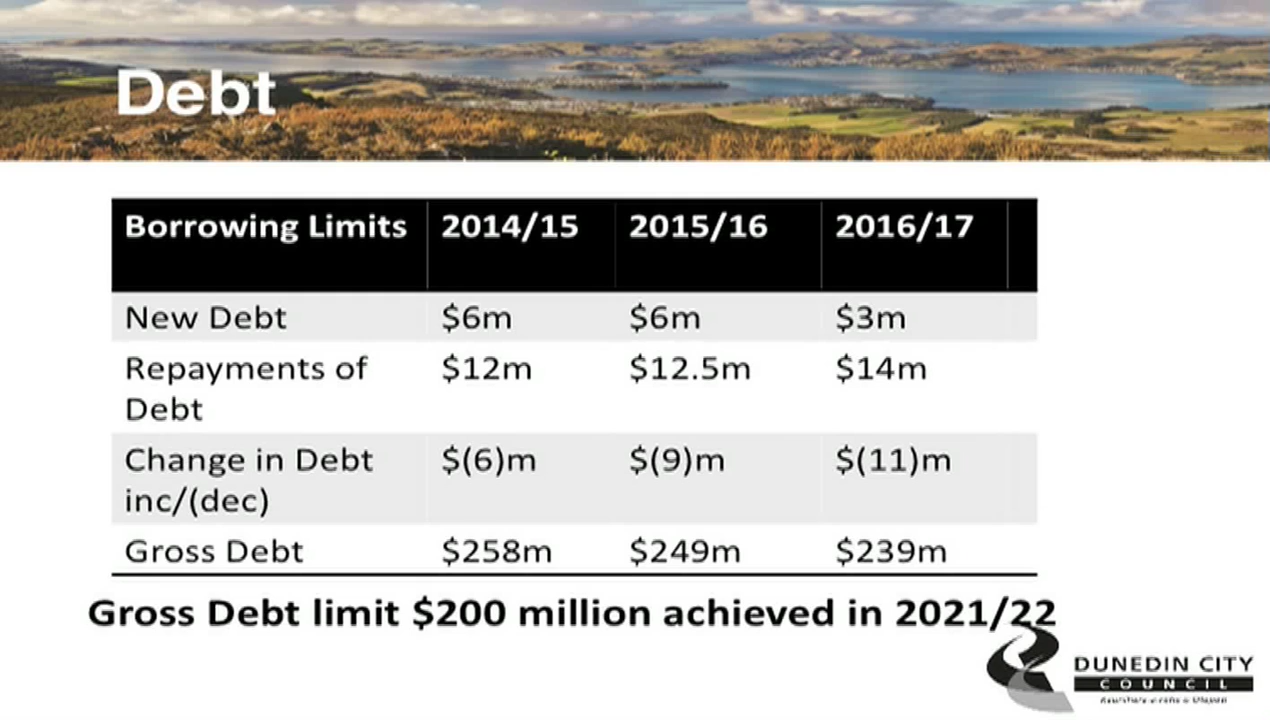 Debt
Borrowing Limits 2014/15 2015/16 2016/17
New Debt $6m $6m $3m
Repayments of
Debt $12m $12.5m $14m
Change in Debt
inc/(dec) $(6)m $(9)m $(11)m
Gross Debt $258m $249m $239m
Gross Debt limit $200 million achieved in 2021/22
DUNEDIN CITY
COUNCIL